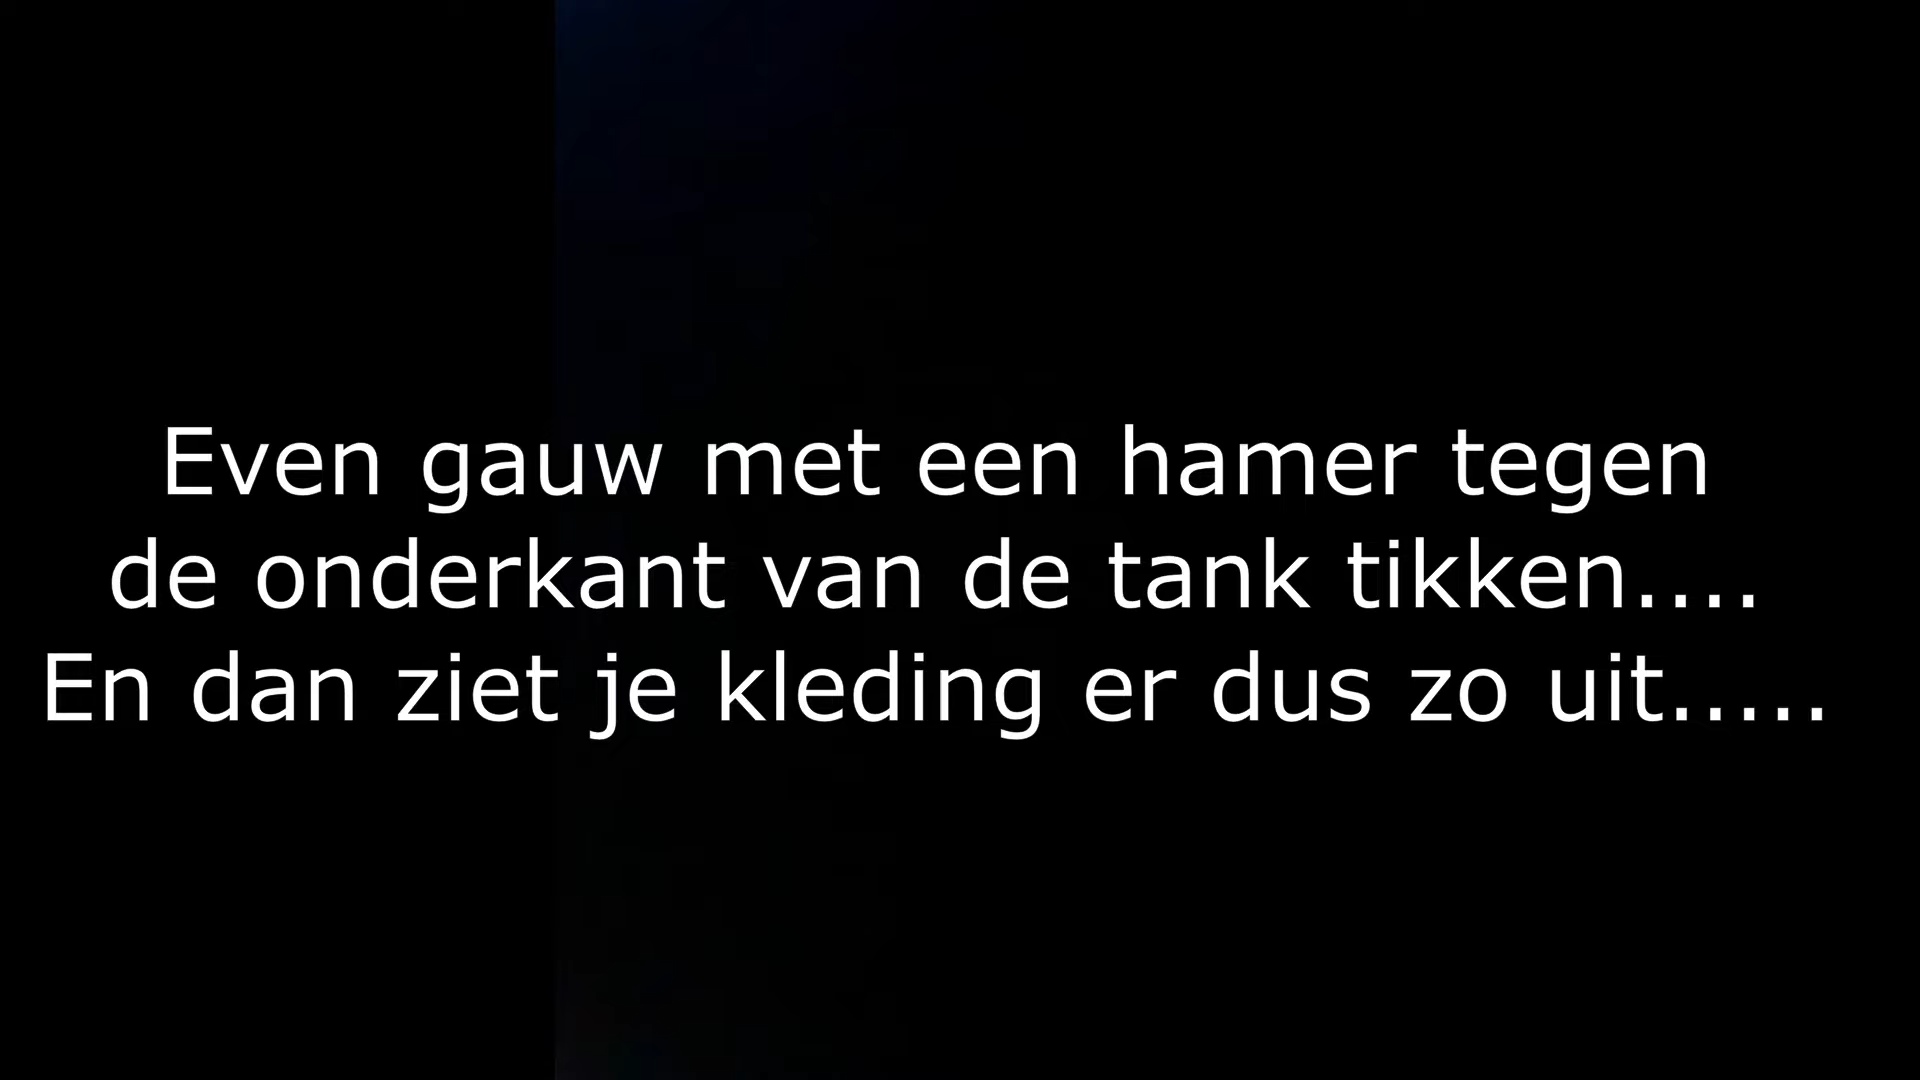 Even gauw met een hamer tegen
de onderkant van de tank tikken....
En dan ziet je kleding er dus zo uit.....